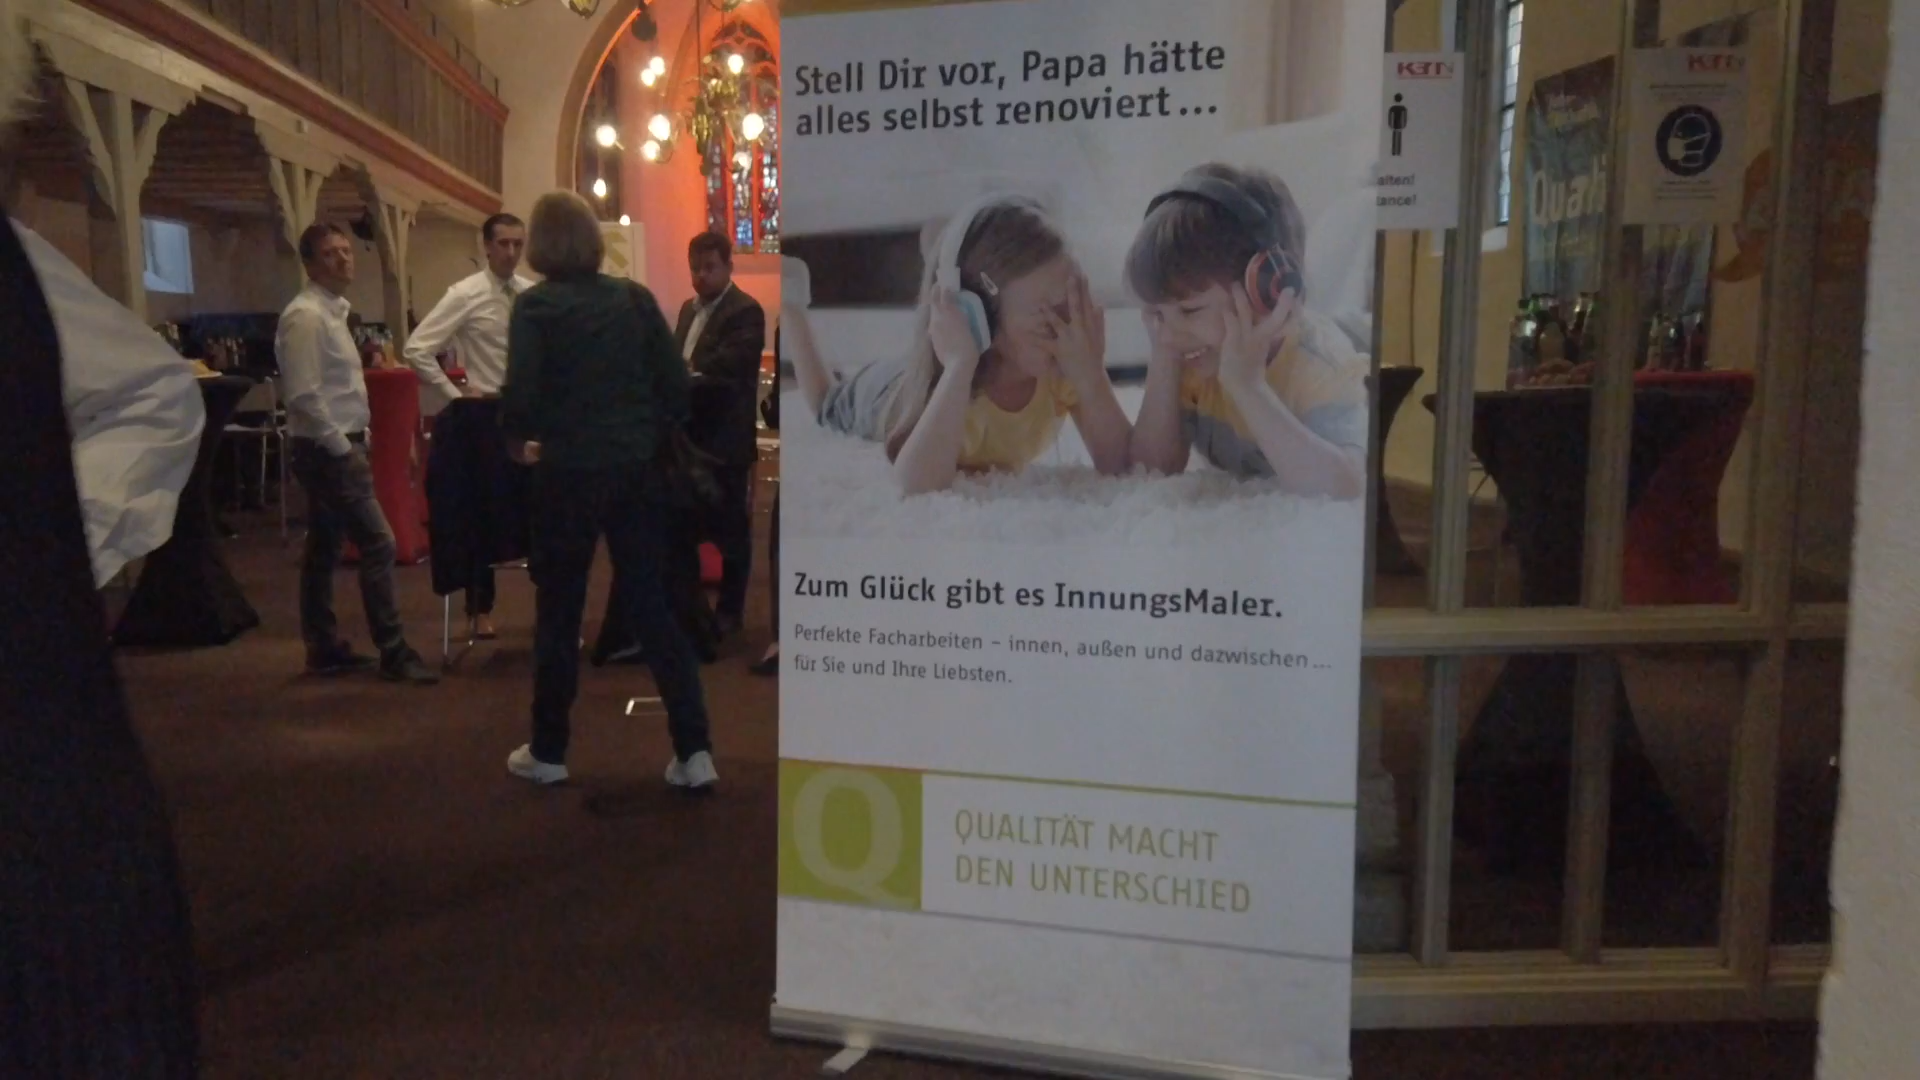 Stell Dir vor, Papa hätte
alles selbst renoviert...
Zum Glück gibt es InnungsMaler.
Perfekte Facharbeiten – innen, außen und dazwischen...
für Sie und Ihre Liebsten.
Q
QUALITÄT MACHT
DEN UNTERSCHIED